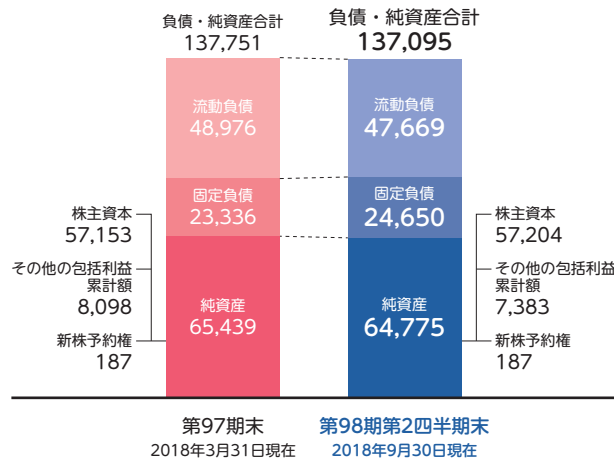 負債・純資産合計
137,751
流動負債
48,976
固定負債
23,336
純資産
65,439
株主資本
57,153
その他の包括利益
累計額
8,098
新株予約権
187
第97期末
2018年3月31日現在
負債・純資産合計
137,095
流動負債
47,669
固定負債
24,650
純資産
64,775
株主資本
57,204
その他の包括利益
累計額
7,383
新株予約権
187
第98期第2四半期末
2018年9月30日現在